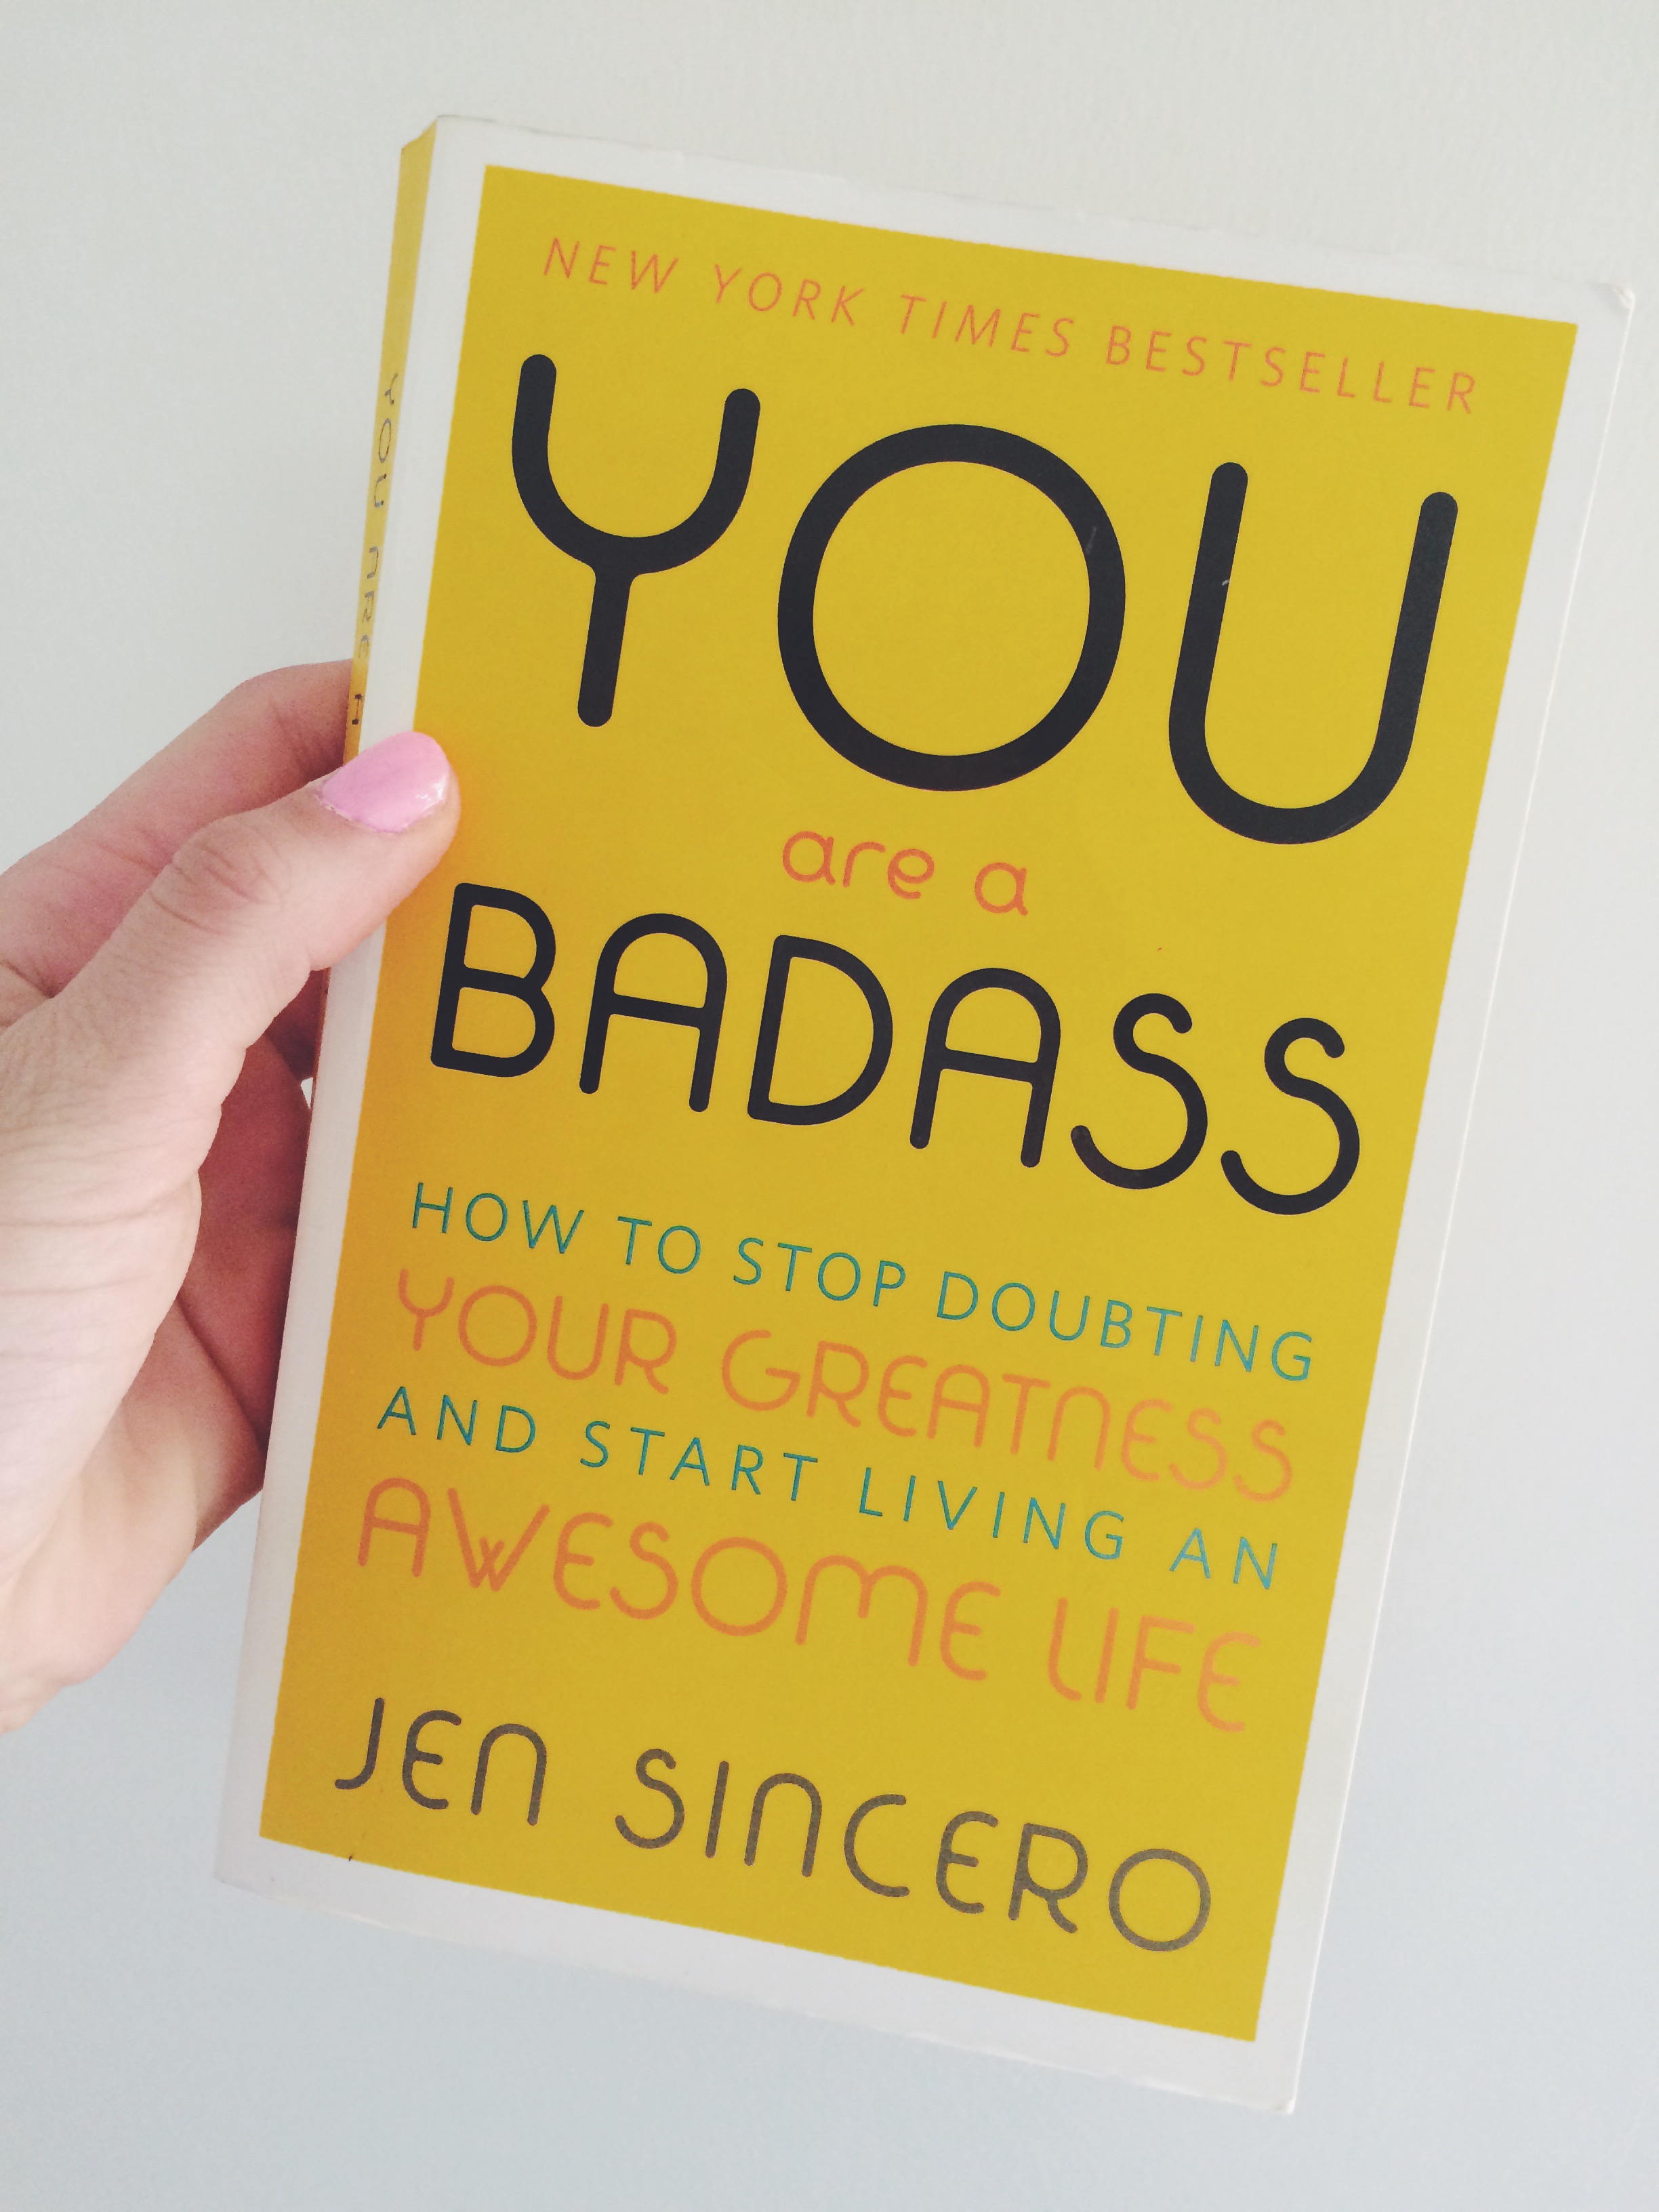 NEW YORK TIMES BESTSELLER
YOU
are a
BADASS
HOW TO STOP DOUBTING
YOUR GREATNESS
AND START LIVING AN
AWESOME LIFE
JEN SINCERO
YOU ARE A